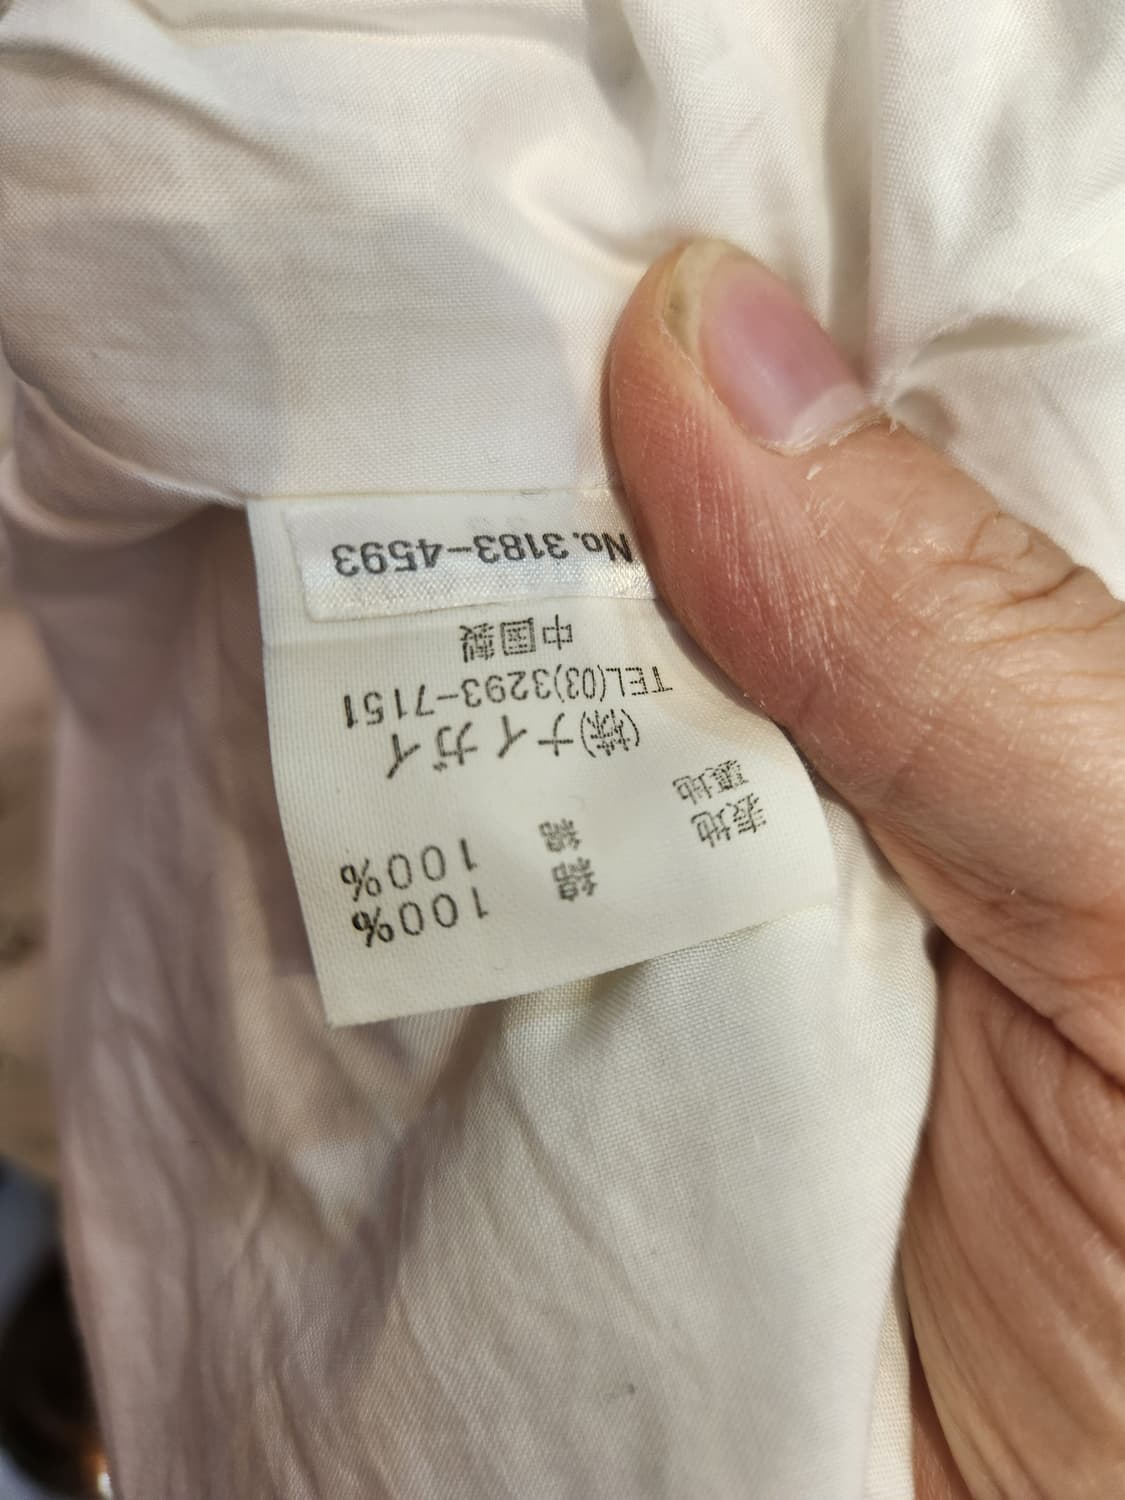 表地 綿 100%
裏地 綿 100%
(株)ナイガイ
TEL(03)3293-7151
中国製
No.3183-4593